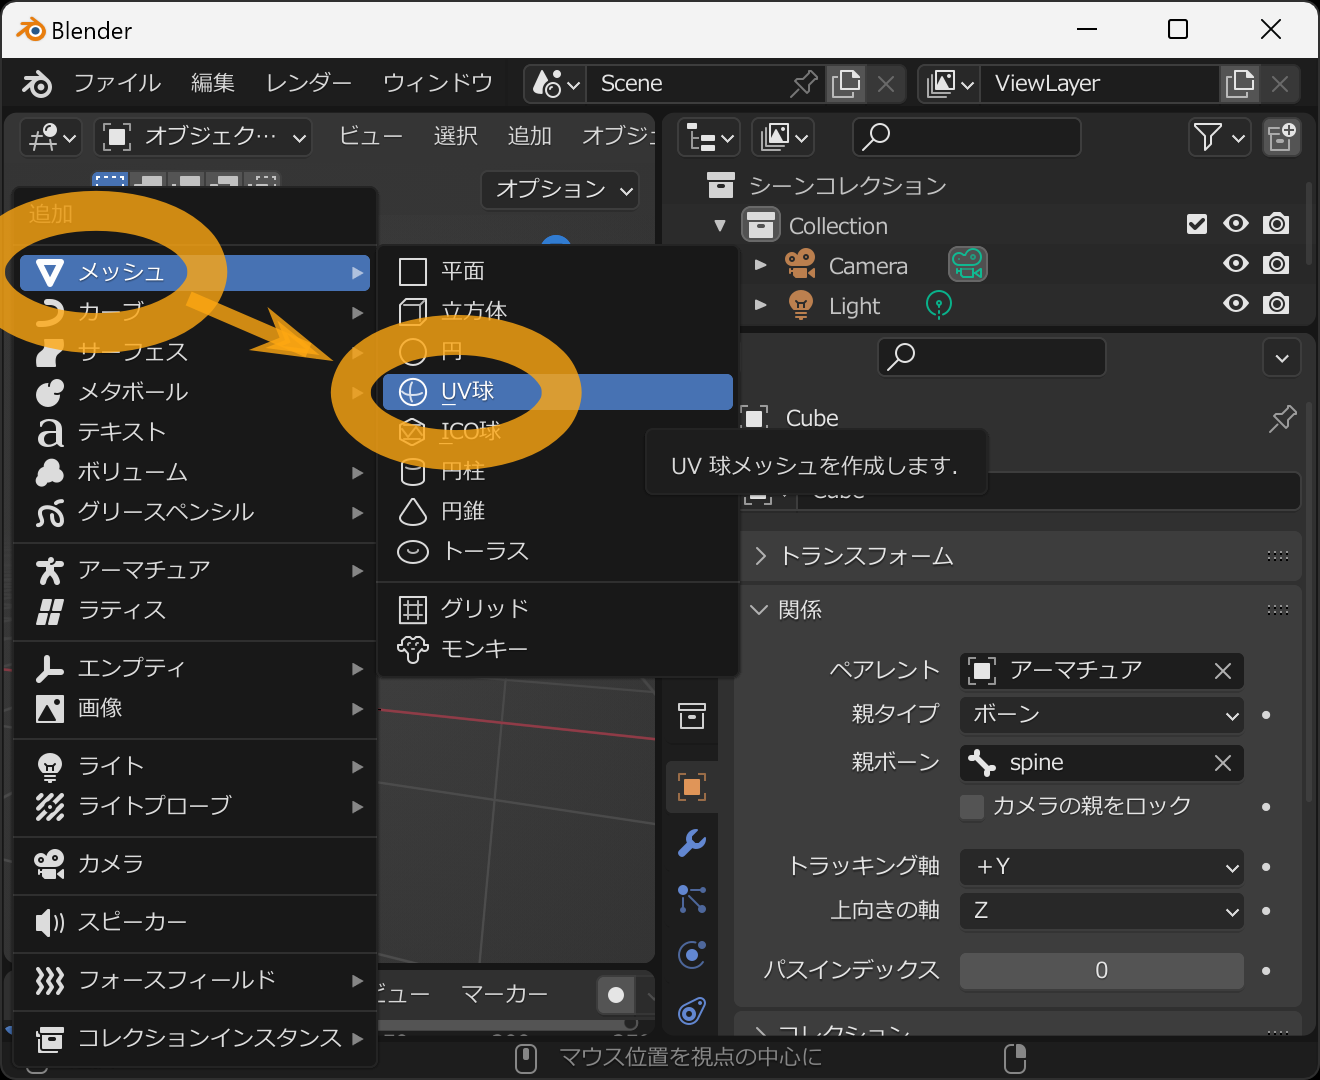 Blender
ファイル 編集 レンダー ウィンドウ Scene ViewLayer
オブジェク… ビュー 選択 追加 オブジェ
オプション
シーンコレクション
Collection
Camera
Light
追加
メッシュ
カーブ
サーフェス
メタボール
テキスト
ボリューム
グリースペンシル
アーマチュア
ラティス
エンプティ
画像
ライト
ライトプローブ
カメラ
スピーカー
フォースフィールド
コレクションインスタンス
平面
立方体
円
UV球
ICO球
円柱
円錐
トーラス
グリッド
モンキー
UV 球メッシュを作成します.
Cube
Cube
トランスフォーム
関係
ペアレント アーマチュア
親タイプ ボーン
親ボーン spine
カメラの親をロック
トラッキング軸 +Y
上向きの軸 Z
パスインデックス 0
コレクション
ビュー マーカー
マウス位置を視点の中心に